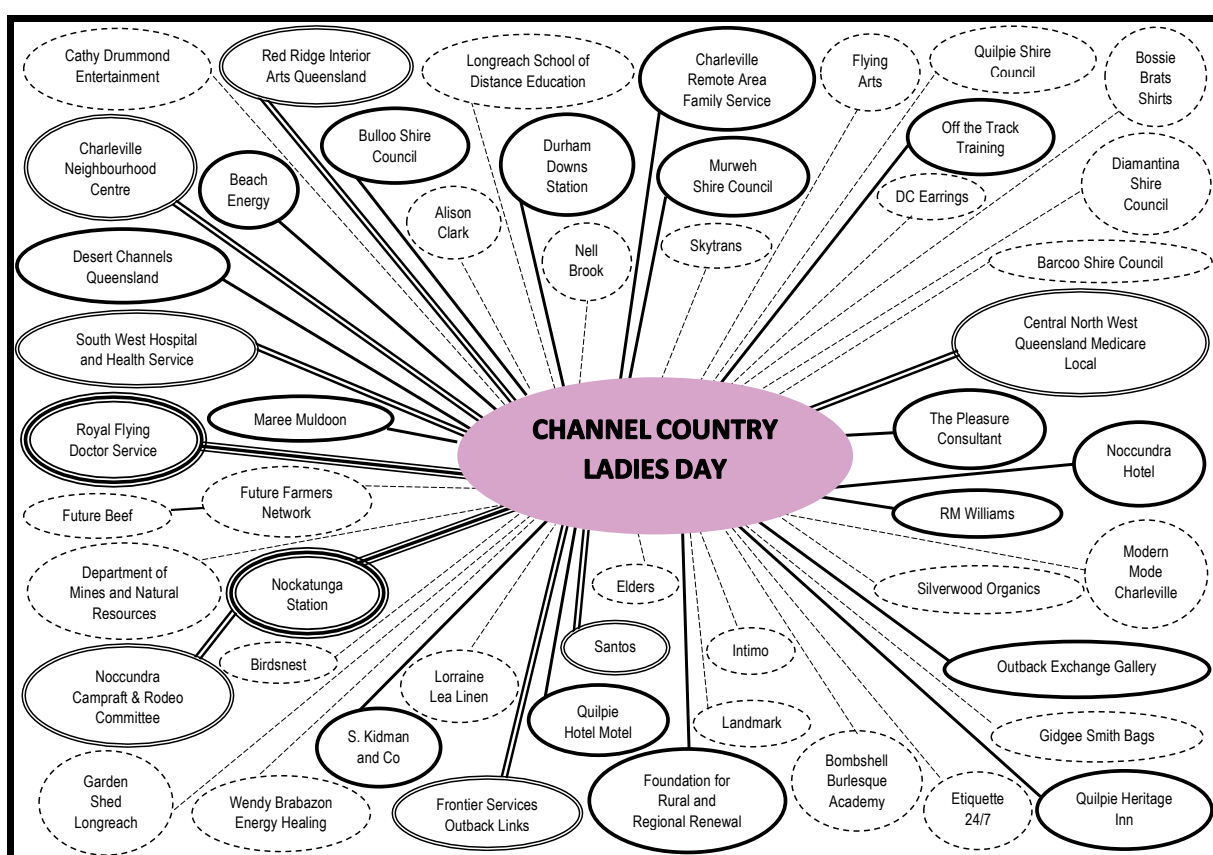 Cathy Drummond
Entertainment
Red Ridge Interior
Arts Queensland
Longreach School of
Distance Education
Charleville
Remote Area
Family Service
Flying
Arts
Quilpie Shire
Council
Bossie
Brats
Shirts
Charleville
Neighbourhood
Centre
Beach
Energy
Bulloo Shire
Council
Alison
Clark
Durham
Downs
Station
Nell
Brook
Murweh
Shire Council
Skytrans
Off the Track
Training
DC Earrings
Diamantina
Shire
Council
Desert Channels
Queensland
Barcoo Shire Council
South West Hospital
and Health Service
Central North West
Queensland Medicare
Local
Royal Flying
Doctor Service
Maree Muldoon
CHANNEL COUNTRY
LADIES DAY
The Pleasure
Consultant
Noccundra
Hotel
Future Beef
Future Farmers
Network
RM Williams
Department of
Mines and Natural
Resources
Nockatunga
Station
Elders
Silverwood Organics
Modern
Mode
Charleville
Noccundra
Campraft & Rodeo
Committee
Birdsnest
Lorraine
Lea Linen
Santos
Intimo
Outback Exchange Gallery
S. Kidman
and Co
Quilpie
Hotel Motel
Landmark
Gidgee Smith Bags
Garden
Shed
Longreach
Wendy Brabazon
Energy Healing
Frontier Services
Outback Links
Foundation for
Rural and
Regional Renewal
Bombshell
Burlesque
Academy
Etiquette
24/7
Quilpie Heritage
Inn